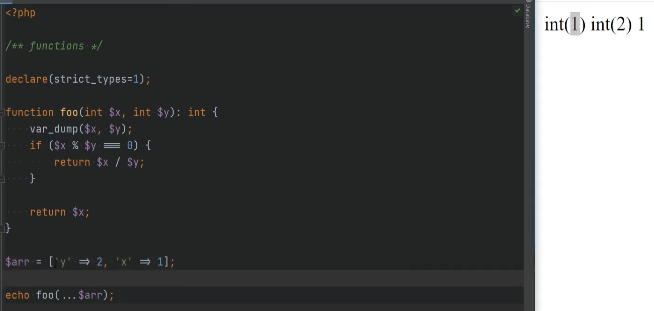 <?php
/** functions */
declare(strict_types=1);
function foo(int $x, int $y): int {
var_dump($x, $y);
if ($x % $y === 0) {
return $x / $y;
}
return $x;
}
$arr = ['y' => 2, 'x' => 1];
echo foo(...$arr);
Database
int(1) int(2) 1